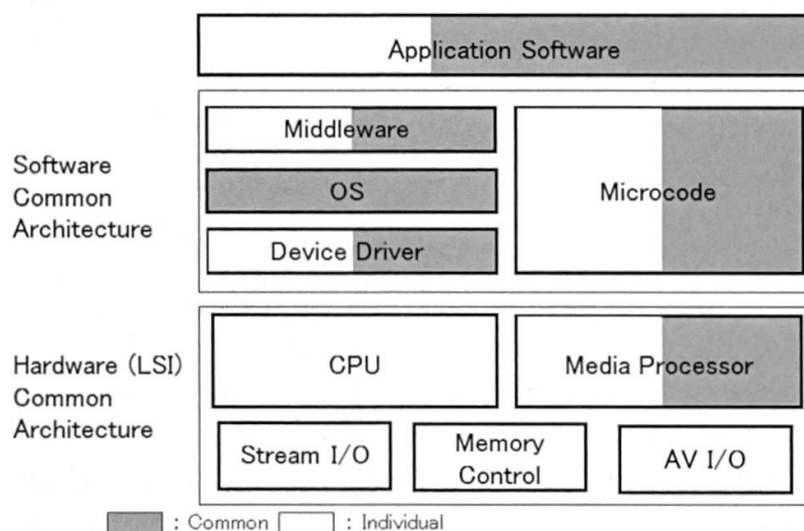 Application Software
Software
Common
Architecture
Middleware
OS
Device Driver
Microcode
Hardware (LSI)
Common
Architecture
CPU
Media Processor
Stream I/O
Memory
Control
AV I/O
: Common
: Individual